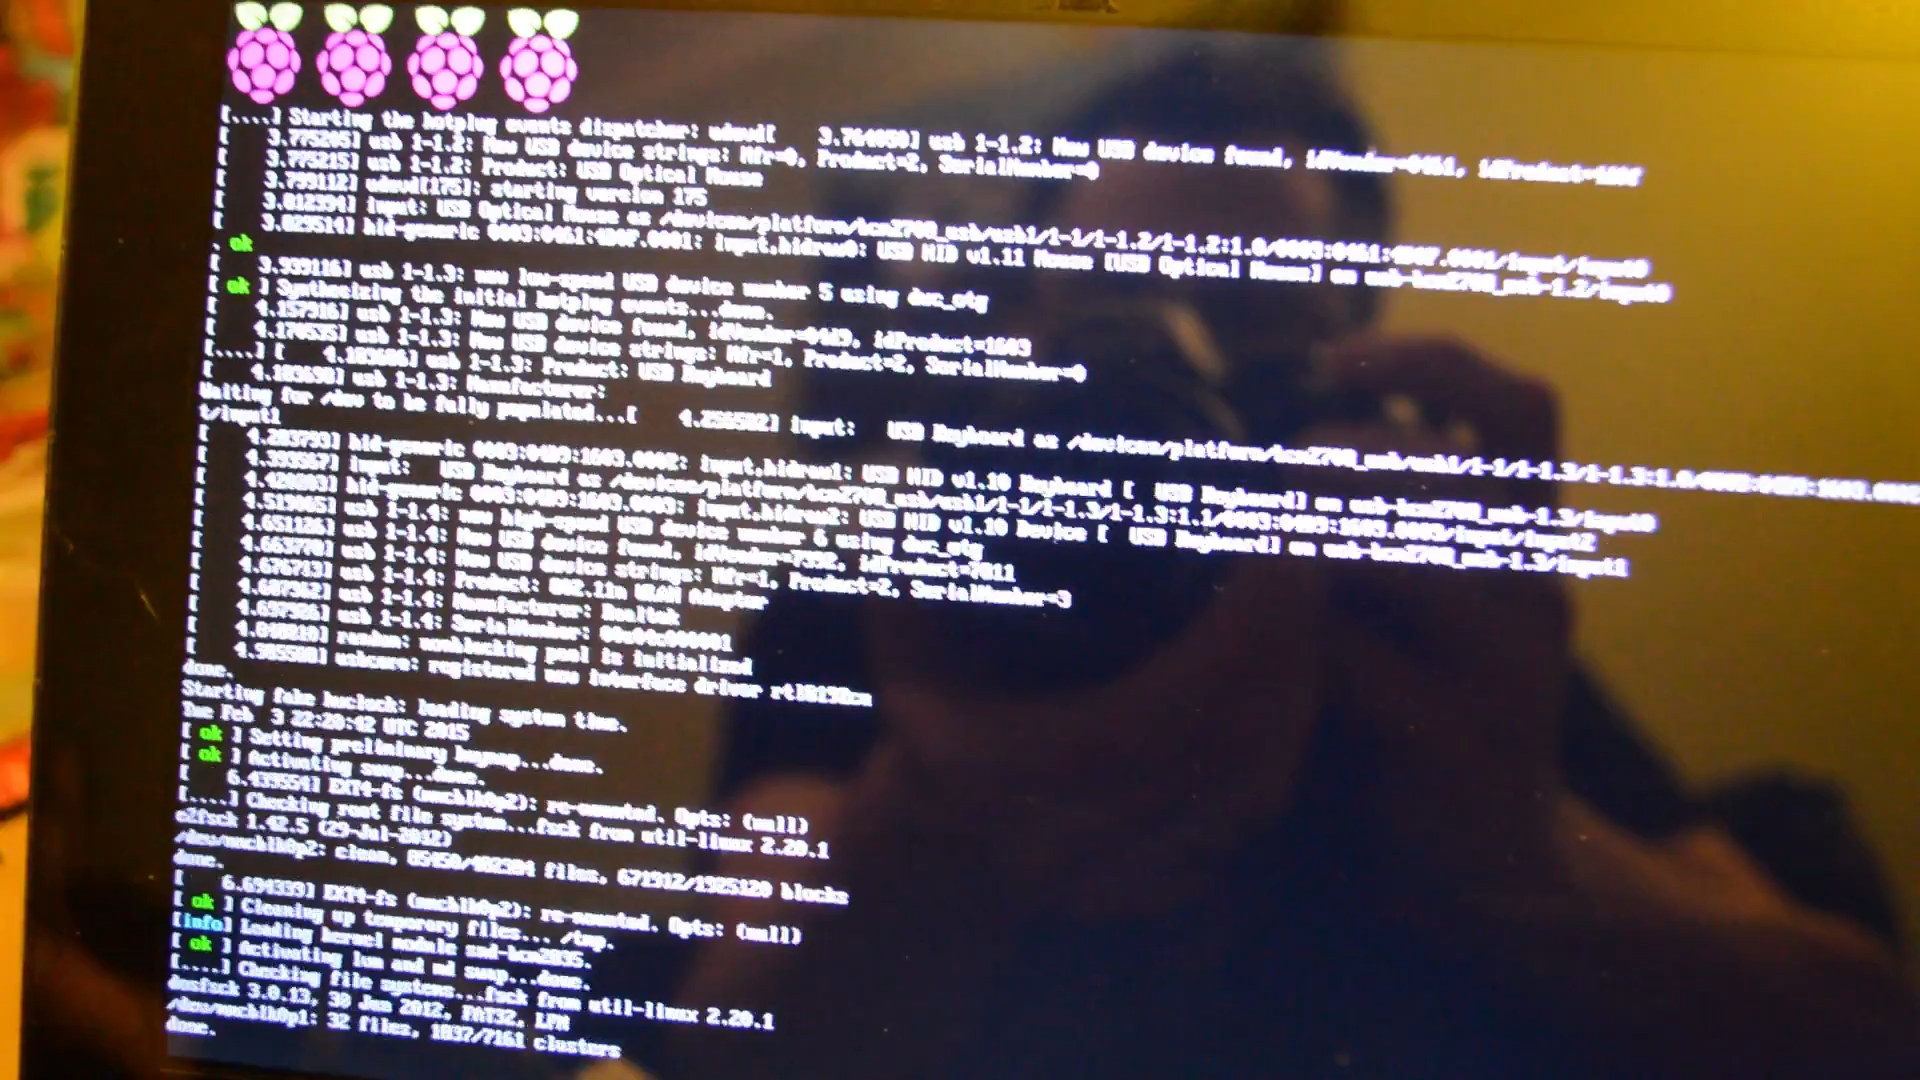 [....] Starting the hotplug events dispatcher: udevd[    3.764050] usb 1-1.2: New USB device found, idVendor=0461, idProduct=4d0f
[    3.775205] usb 1-1.2: New USB device strings: Mfr=0, Product=2, SerialNumber=0
[    3.775215] usb 1-1.2: Product: USB Optical Mouse
[    3.799112] udevd[175]: starting version 175
[    3.812394] input: USB Optical Mouse as /devices/platform/bcm2708_usb/usb1/1-1/1-1.2/1-1.2:1.0/0003:0461:4D0F.0001/input/input0
[    3.829514] hid-generic 0003:0461:4D0F.0001: input,hidraw0: USB HID v1.11 Mouse [USB Optical Mouse] on usb-bcm2708_usb-1.2/input0
. ok
[    3.939116] usb 1-1.3: new low-speed USB device number 5 using dwc_otg
[ ok ] Synthesizing the initial hotplug events...done.
[    4.157916] usb 1-1.3: New USB device found, idVendor=04d9, idProduct=1603
[    4.170535] usb 1-1.3: New USB device strings: Mfr=1, Product=2, SerialNumber=0
[....] [    4.183686] usb 1-1.3: Product: USB Keyboard
[    4.183698] usb 1-1.3: Manufacturer:
Waiting for /dev to be fully populated...[    4.256582] input:   USB Keyboard as /devices/platform/bcm2708_usb/usb1/1-1/1-1.3/1-1.3:1.0/0003:04D9:1603.0002
t/input1
[    4.283793] hid-generic 0003:04D9:1603.0002: input,hidraw1: USB HID v1.10 Keyboard [  USB Keyboard] on usb-bcm2708_usb-1.3/input0
[    4.393967] input:   USB Keyboard as /devices/platform/bcm2708_usb/usb1/1-1/1-1.3/1-1.3:1.1/0003:04D9:1603.0003/input/input2
[    4.420803] hid-generic 0003:04D9:1603.0003: input,hidraw2: USB HID v1.10 Device [  USB Keyboard] on usb-bcm2708_usb-1.3/input1
[    4.519065] usb 1-1.4: new high-speed USB device number 6 using dwc_otg
[    4.651126] usb 1-1.4: New USB device found, idVendor=7392, idProduct=7811
[    4.663770] usb 1-1.4: New USB device strings: Mfr=1, Product=2, SerialNumber=3
[    4.676713] usb 1-1.4: Product: 802.11n WLAN Adapter
[    4.687362] usb 1-1.4: Manufacturer: Realtek
[    4.697986] usb 1-1.4: SerialNumber: 00e04c000001
[    4.840810] random: nonblocking pool is initialized
[    4.985508] usbcore: registered new interface driver rtl8192cu
done.
Starting fake hwclock: loading system time.
Tue Feb  3 22:20:42 UTC 2015
[ ok ] Setting preliminary keymap...done.
[ ok ] Activating swap...done.
[    6.439554] EXT4-fs (mmcblk0p2): re-mounted. Opts: (null)
[....] Checking root file system...fsck from util-linux 2.20.1
e2fsck 1.42.5 (29-Jul-2012)
/dev/mmcblk0p2: clean, 85450/482384 files, 671912/1925120 blocks
done.
[    6.694339] EXT4-fs (mmcblk0p2): re-mounted. Opts: (null)
[ ok ] Cleaning up temporary files... /tmp.
[info] Loading kernel module snd-bcm2835.
[ ok ] Activating lvm and md swap...done.
[....] Checking file systems...fsck from util-linux 2.20.1
dosfsck 3.0.13, 30 Jun 2012, FAT32, LFN
/dev/mmcblk0p1: 32 files, 1837/7161 clusters
done.